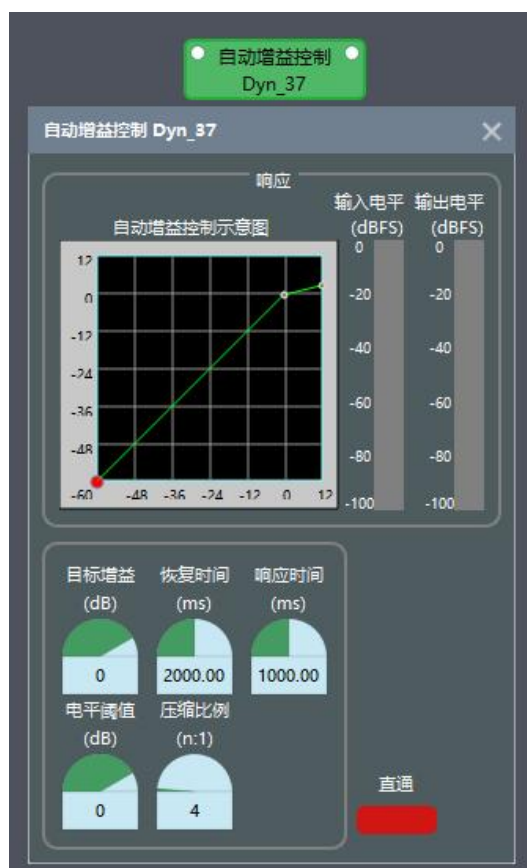 自动增益控制
Dyn_37
自动增益控制 Dyn_37
响应
输入电平 输出电平
自动增益控制示意图 (dBFS) (dBFS)
12
0
-12
-24
-36
-48
-60 -48 -36 -24 -12 0 12
0
-20
-40
-60
-80
-100
0
-20
-40
-60
-80
-100
目标增益 恢复时间 响应时间
(dB) (ms) (ms)
0 2000.00 1000.00
电平阈值 压缩比例
(dB) (n:1)
0 4
直通